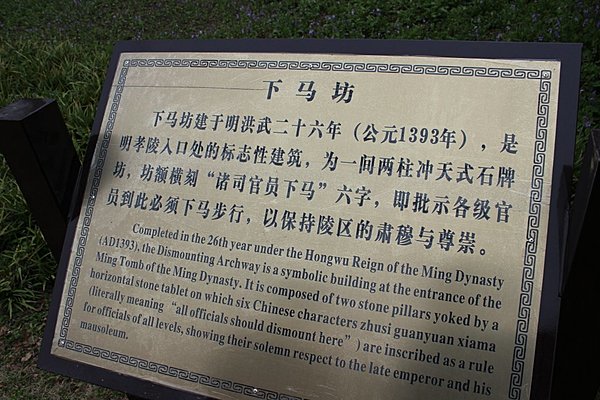 下马坊
下马坊建于明洪武二十六年（公元1393年），是
明孝陵入口处的标志性建筑，为一间两柱冲天式石牌
坊，坊额横刻“诸司官员下马”六字，即批示各级官
员到此必须下马步行，以保持陵区的肃穆与尊崇。
Completed in the 26th year under the Hongwu Reign of the Ming Dynasty
(AD1393), the Dismounting Archway is a symbolic building at the entrance of the
Ming Tomb of the Ming Dynasty. It is composed of two stone pillars yoked by a
horizontal stone tablet on which six Chinese characters zhusi guanyuan xiama
(literally meaning “all officials should dismount here”) are inscribed as a rule
for officials of all levels, showing their solemn respect to the late emperor and his
mausoleum.